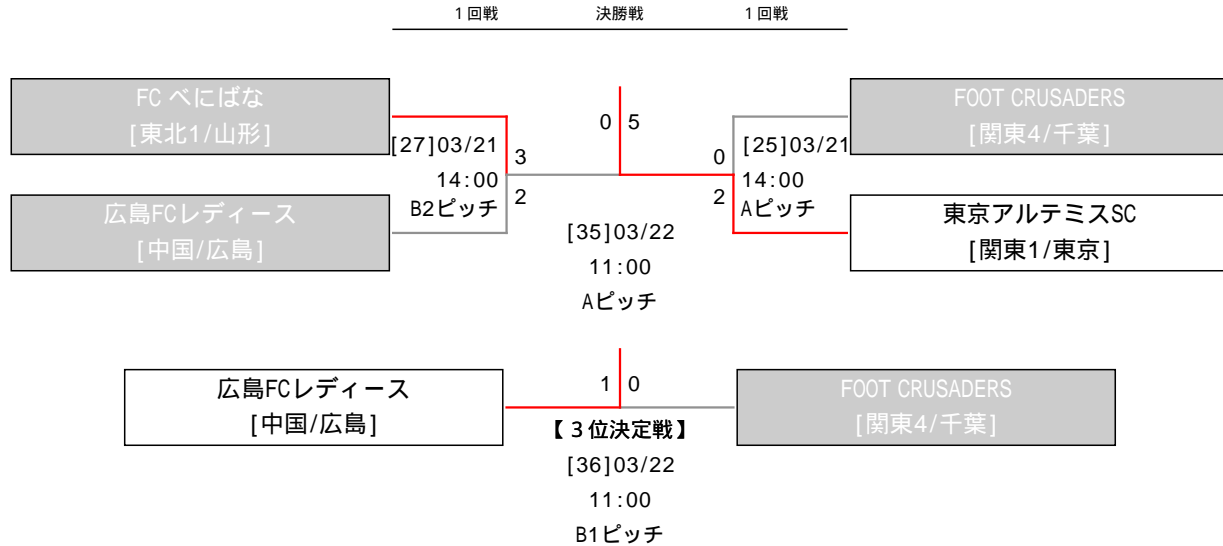 1回戦 決勝戦 1回戦
FC べにばな
[東北1/山形]
広島FCレディース
[中国/広島]
[27]03/21
14:00
B2ピッチ
3
2
0 5
[35]03/22
11:00
Aピッチ
0
2
[25]03/21
14:00
Aピッチ
FOOT CRUSADERS
[関東4/千葉]
東京アルテミスSC
[関東1/東京]
広島FCレディース
[中国/広島]
1 0
【３位決定戦】
[36]03/22
11:00
B1ピッチ
FOOT CRUSADERS
[関東4/千葉]